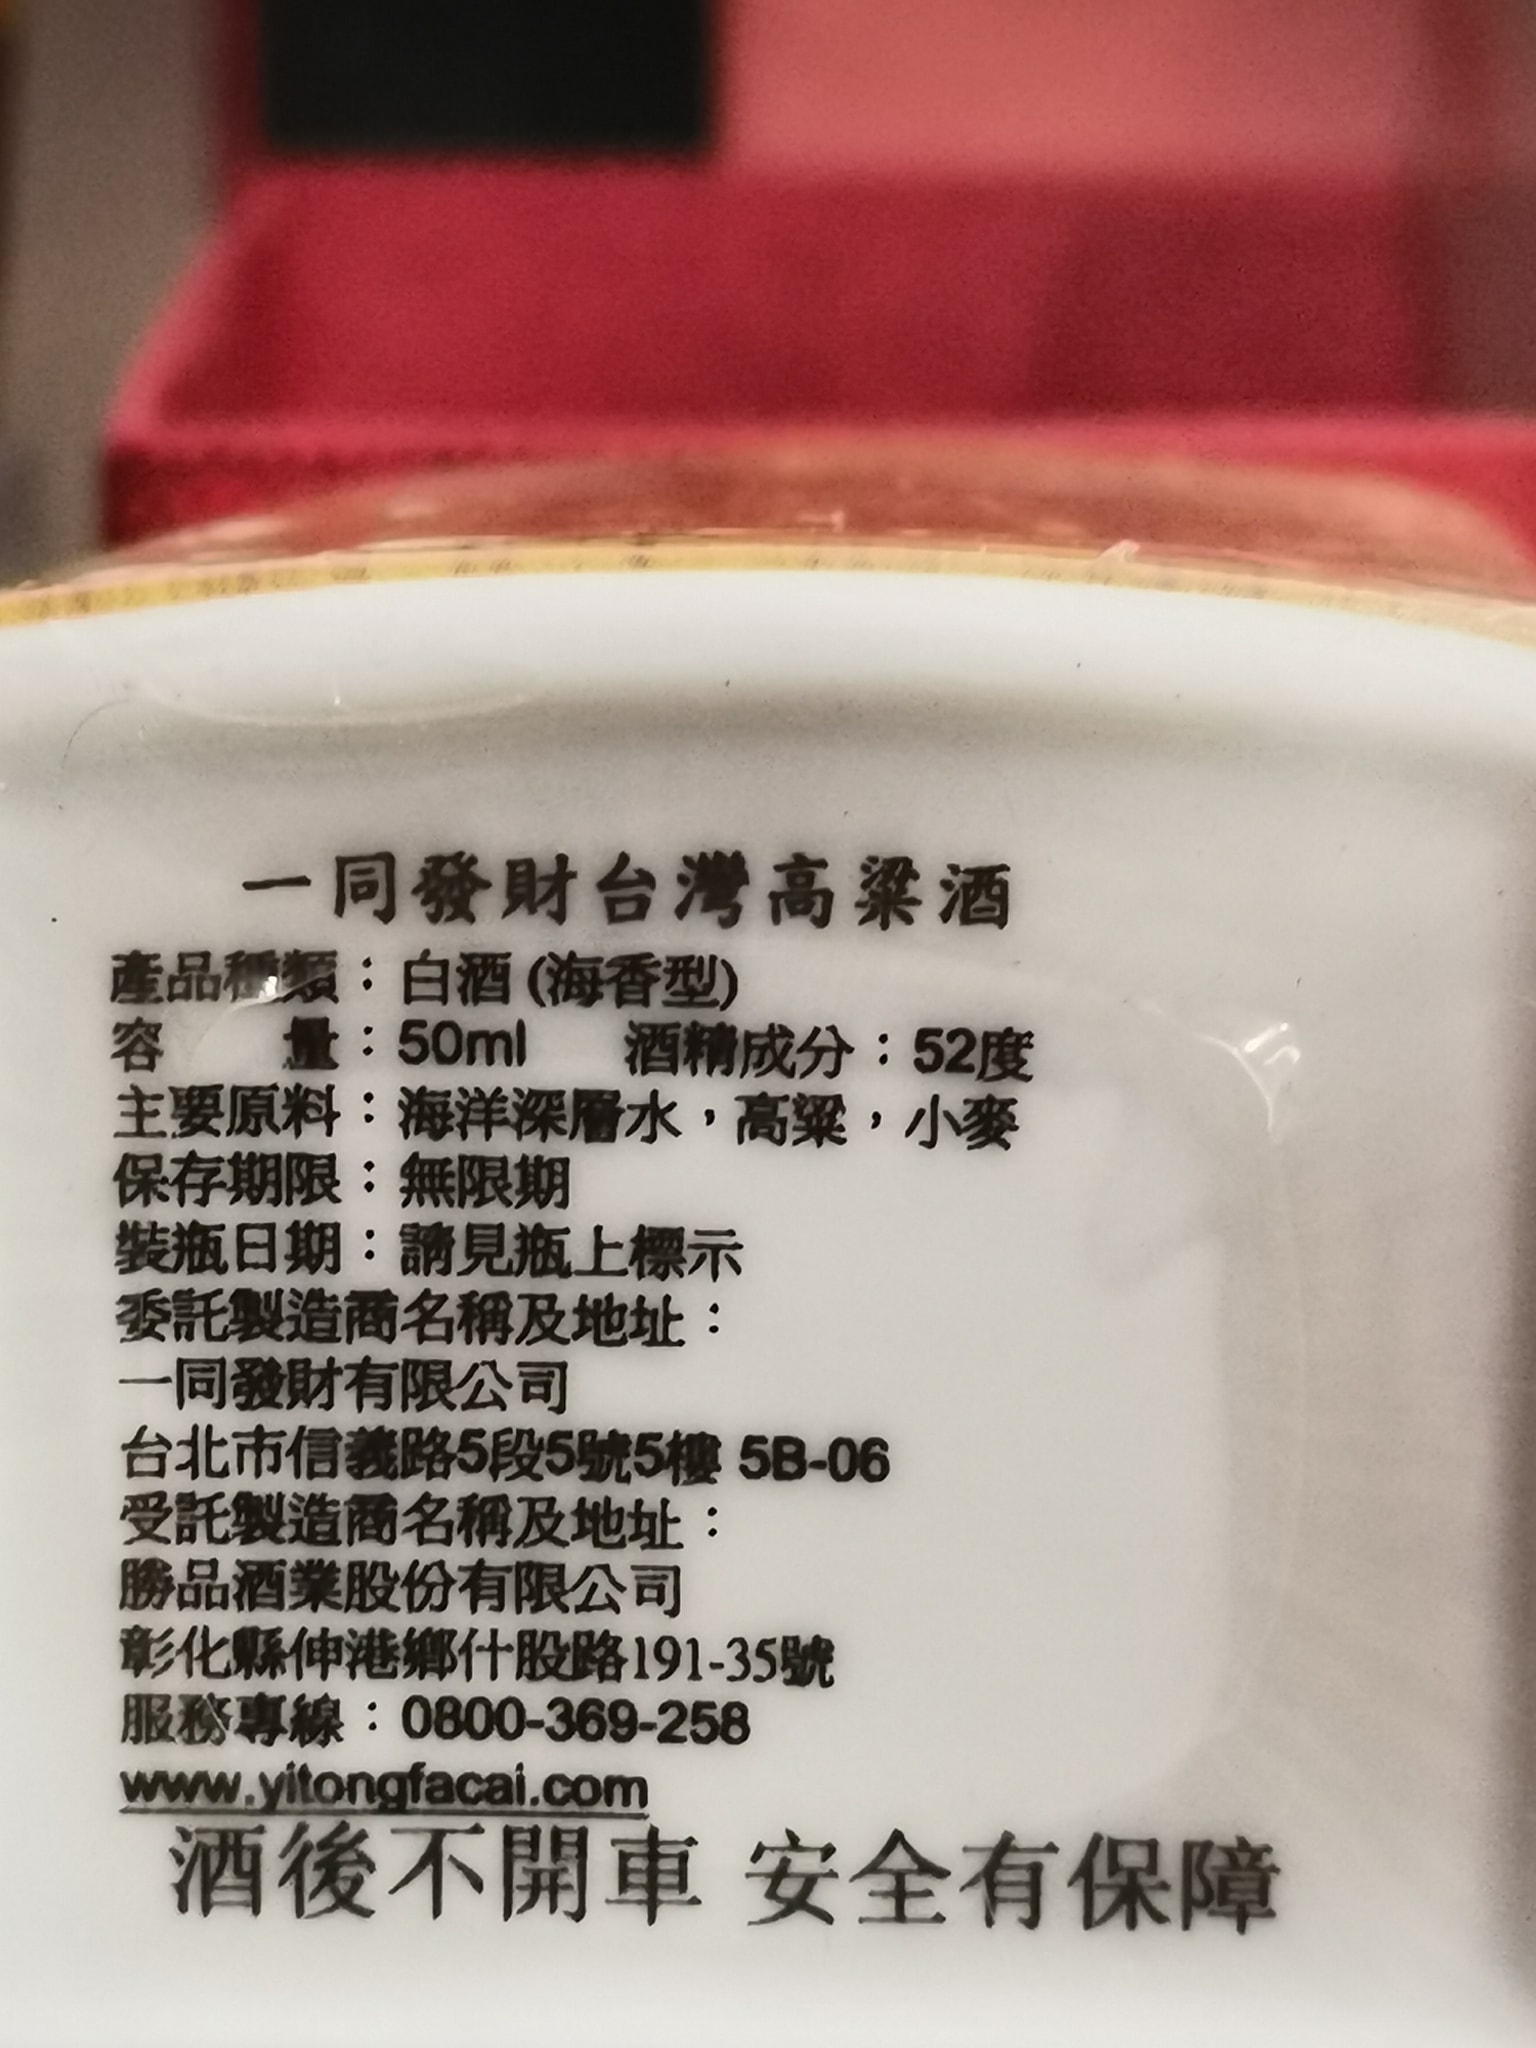 一同發財台灣高粱酒
產品種類：白酒(海香型)
容 量：50ml 酒精成分：52度
主要原料：海洋深層水，高粱，小麥
保存期限：無限期
裝瓶日期：請見瓶上標示
委託製造商名稱及地址：
一同發財有限公司
台北市信義路5段5號5樓 5B-06
受託製造商名稱及地址：
勝品酒業股份有限公司
彰化縣伸港鄉什股路191-35號
服務專線：0800-369-258
www.yitongfacai.com
酒後不開車 安全有保障